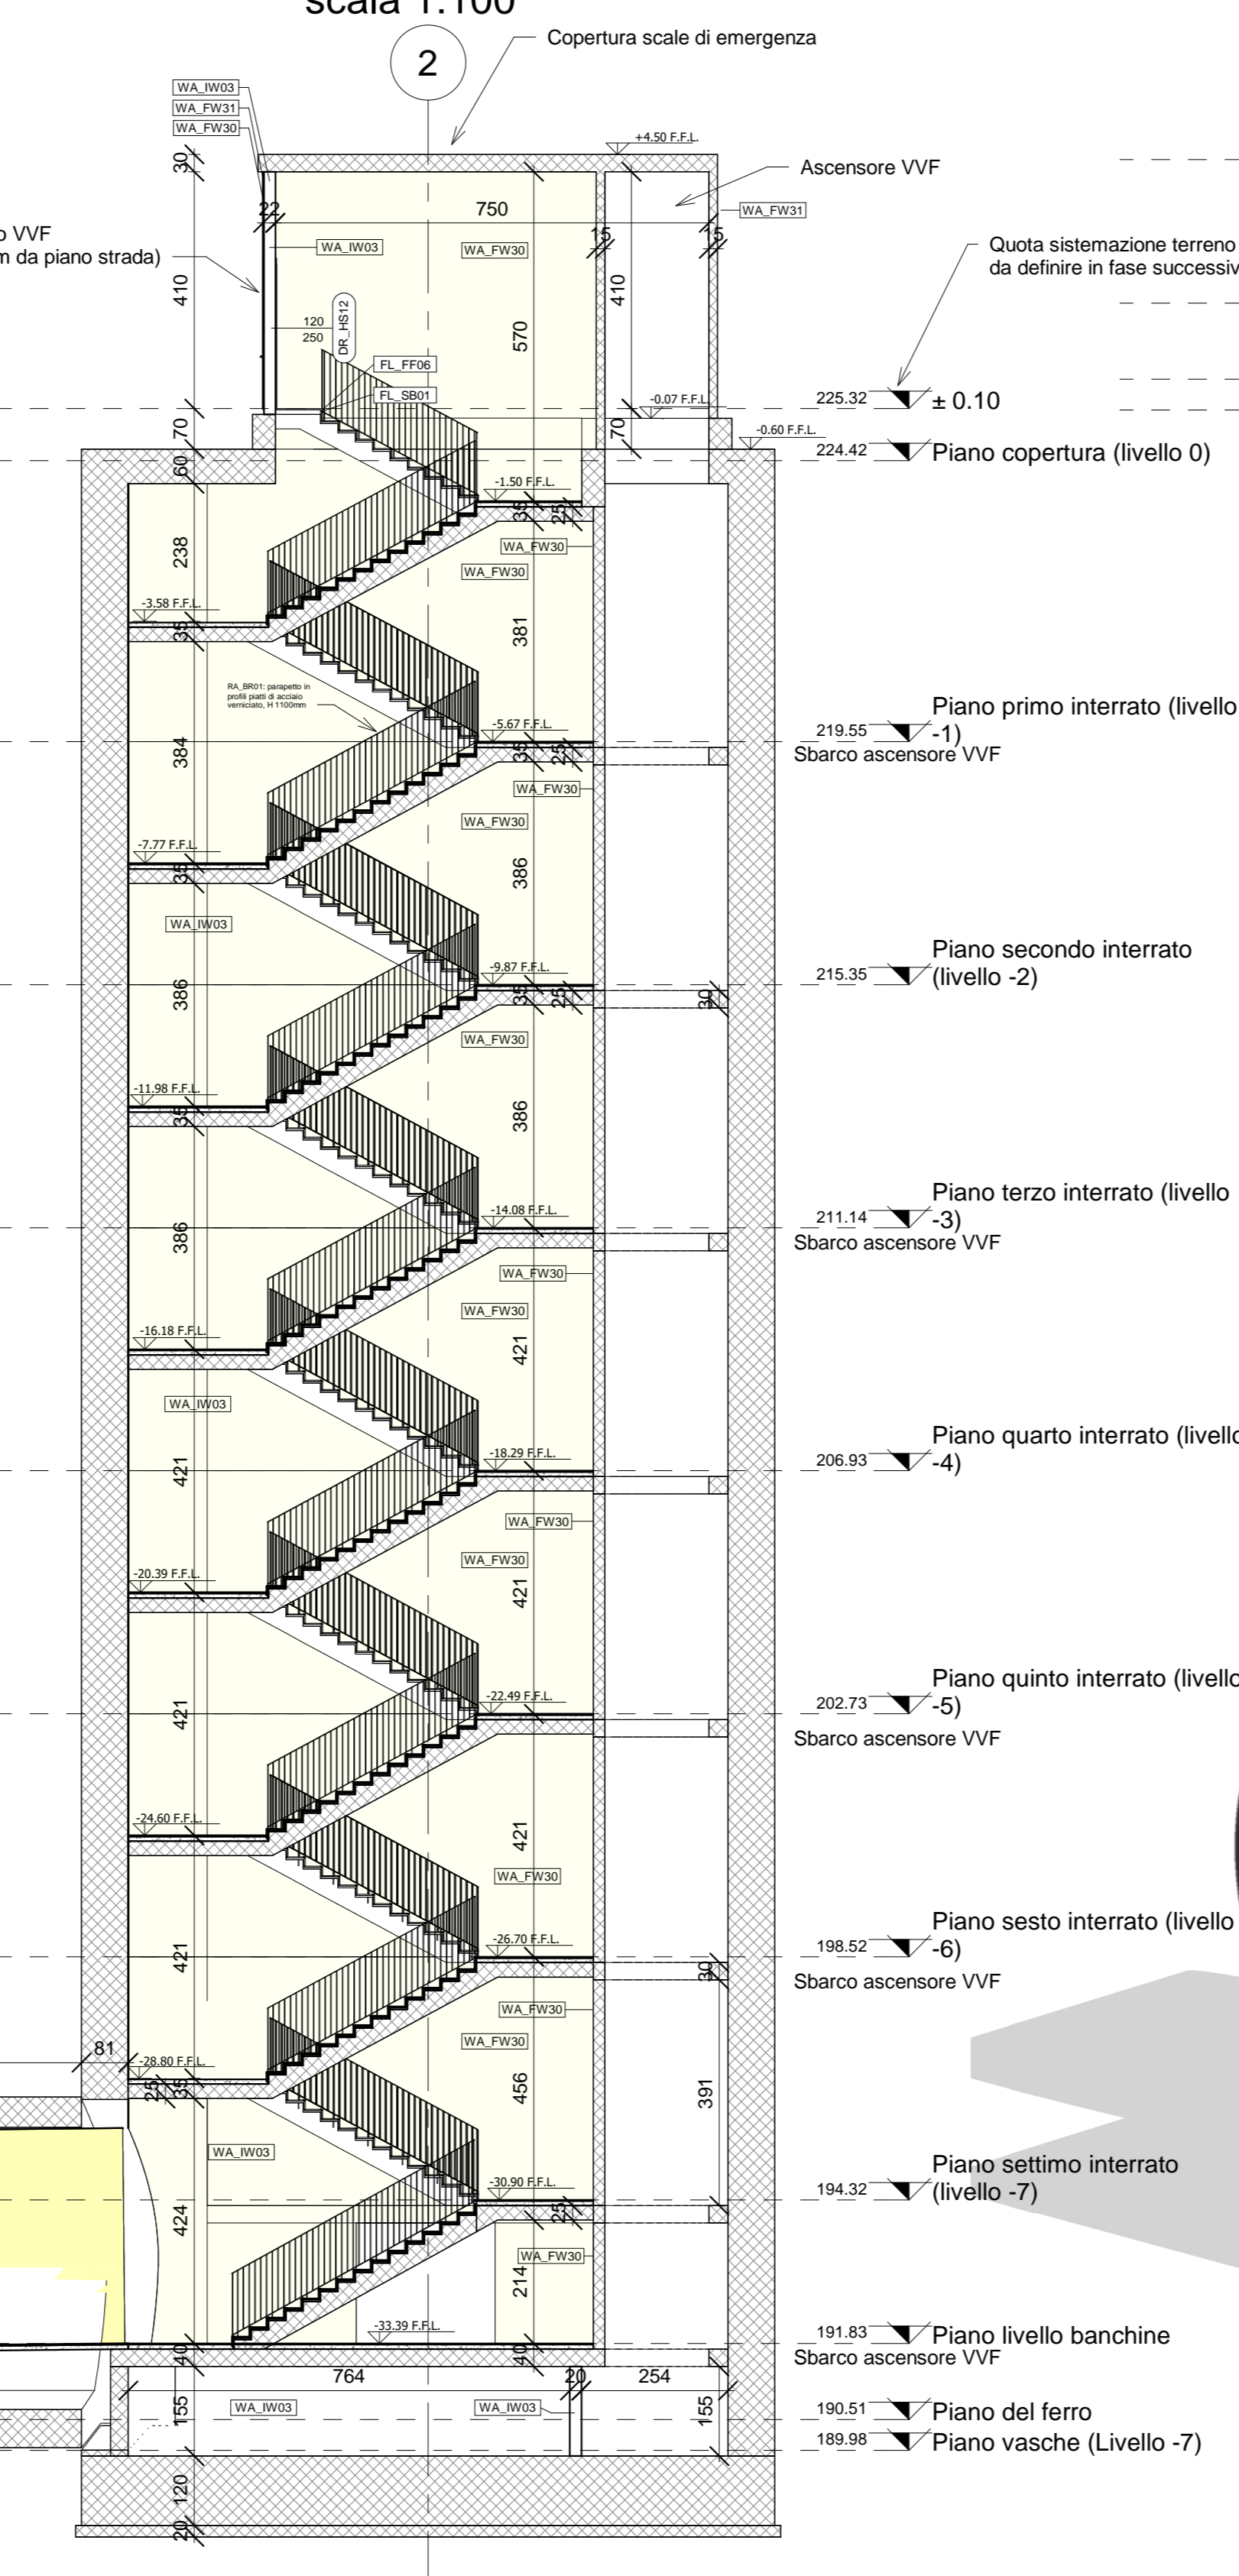 scala 1:100
2
Copertura scale di emergenza
WA_IW03
WA_FW31
WA_FW30
+4.50 F.F.L.
30
Ascensore VVF
22
750
WA_FW31
15
15
o VVF
m da piano strada)
WA_IW03
WA_FW30
Quota sistemazione terreno
da definire in fase successiv
410
410
120
250
DR_HS12
570
FL_FF06
FL_SB01
-0.07 F.F.L.
225.32
± 0.10
70
70
-0.60 F.F.L.
224.42
Piano copertura (livello 0)
60
-1.50 F.F.L.
35
25
238
WA_FW30
WA_FW30
-3.58 F.F.L.
35
381
RA_BR01: parapetto in
profili piatti di acciaio
verniciato, H 1100mm
Piano primo interrato (livello
219.55
-1)
Sbarco ascensore VVF
-5.67 F.F.L.
35
25
384
WA_FW30
WA_FW30
-7.77 F.F.L.
35
386
WA_IW03
Piano secondo interrato
215.35
(livello -2)
-9.87 F.F.L.
35
25
30
386
WA_FW30
-11.98 F.F.L.
35
386
Piano terzo interrato (livello
211.14
-3)
Sbarco ascensore VVF
-14.08 F.F.L.
386
WA_FW30
WA_FW30
-16.18 F.F.L.
421
WA_IW03
Piano quarto interrato (livello
206.93
-4)
-18.29 F.F.L.
421
WA_FW30
WA_FW30
-20.39 F.F.L.
421
Piano quinto interrato (livello
202.73
-5)
Sbarco ascensore VVF
-22.49 F.F.L.
421
-24.60 F.F.L.
421
WA_FW30
Piano sesto interrato (livello
198.52
-6)
Sbarco ascensore VVF
-26.70 F.F.L.
421
30
WA_FW30
WA_FW30
81
-28.80 F.F.L.
25
35
456
391
WA_IW03
Piano settimo interrato
194.32
(livello -7)
-30.90 F.F.L.
25
424
WA_FW30
214
-33.39 F.F.L.
191.83
Piano livello banchine
Sbarco ascensore VVF
40
40
764
20
254
155
WA_IW03
WA_IW03
155
190.51
Piano del ferro
189.98
Piano vasche (Livello -7)
120
20